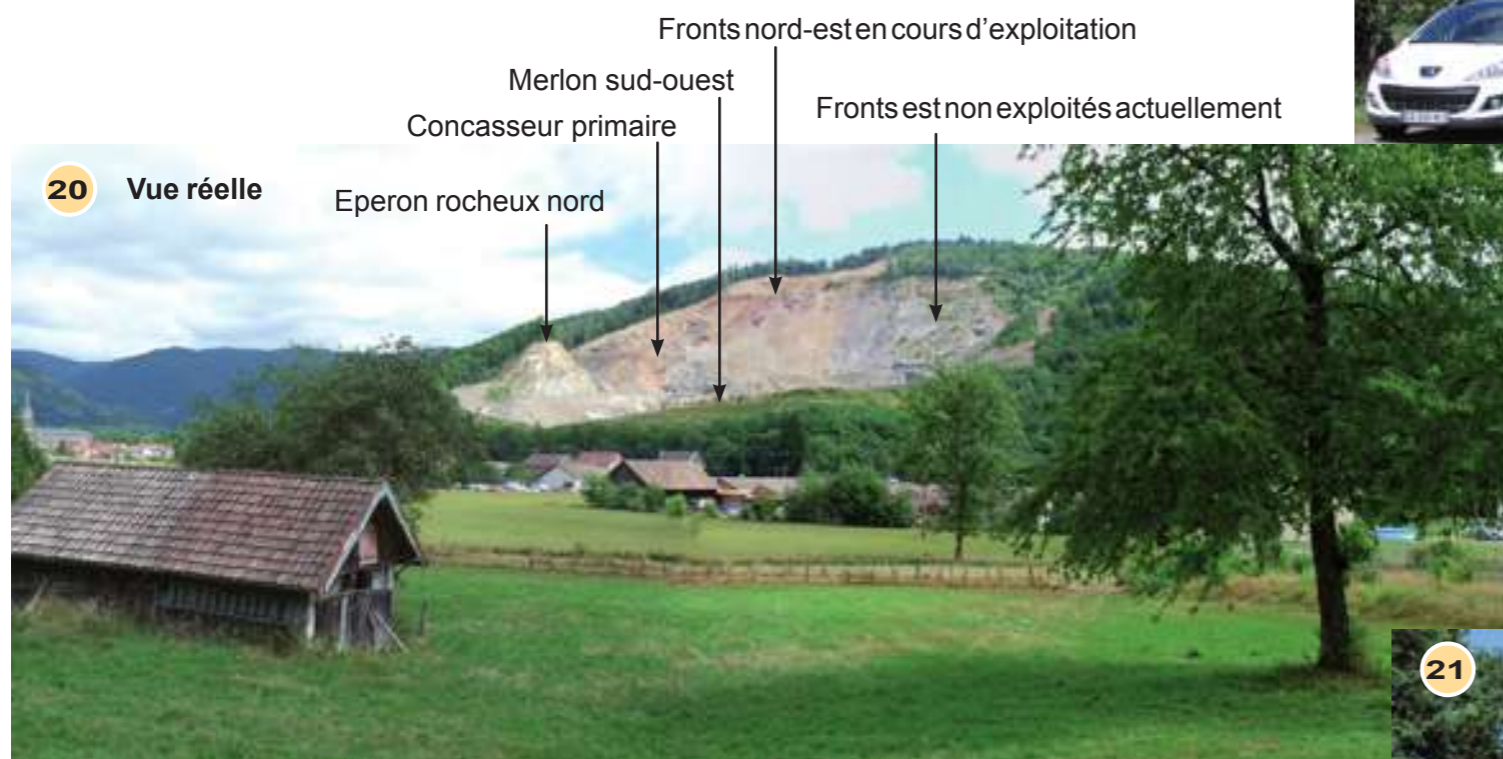 Fronts nord-est en cours d'exploitation
Merlon sud-ouest
Fronts est non exploités actuellement
Concasseur primaire
20 Vue réelle
Eperon rocheux nord
21